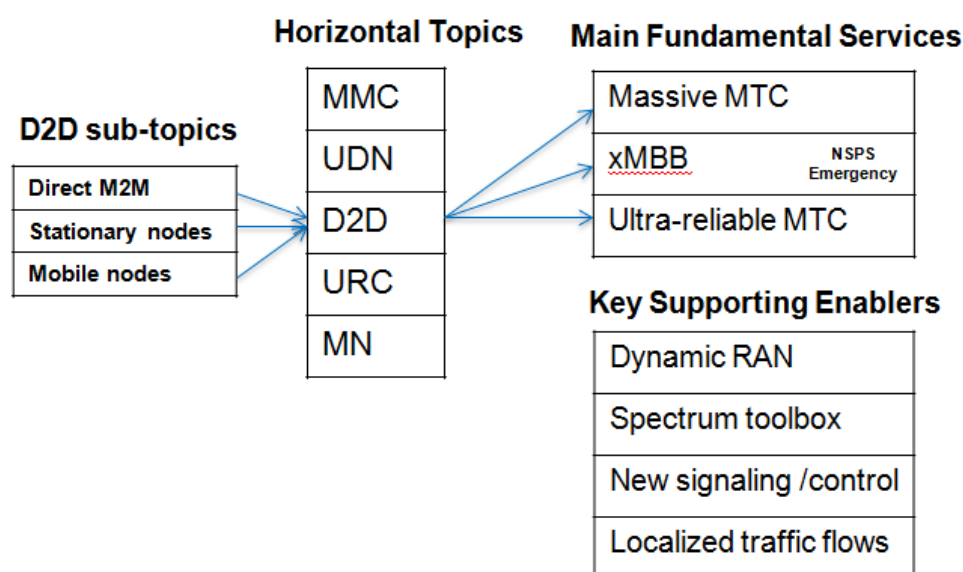 Horizontal Topics
Main Fundamental Services
D2D sub-topics
Direct M2M
Stationary nodes
Mobile nodes
MMC
UDN
D2D
URC
MN
Massive MTC
xMBB
NSPS
Emergency
Ultra-reliable MTC
Key Supporting Enablers
Dynamic RAN
Spectrum toolbox
New signaling /control
Localized traffic flows